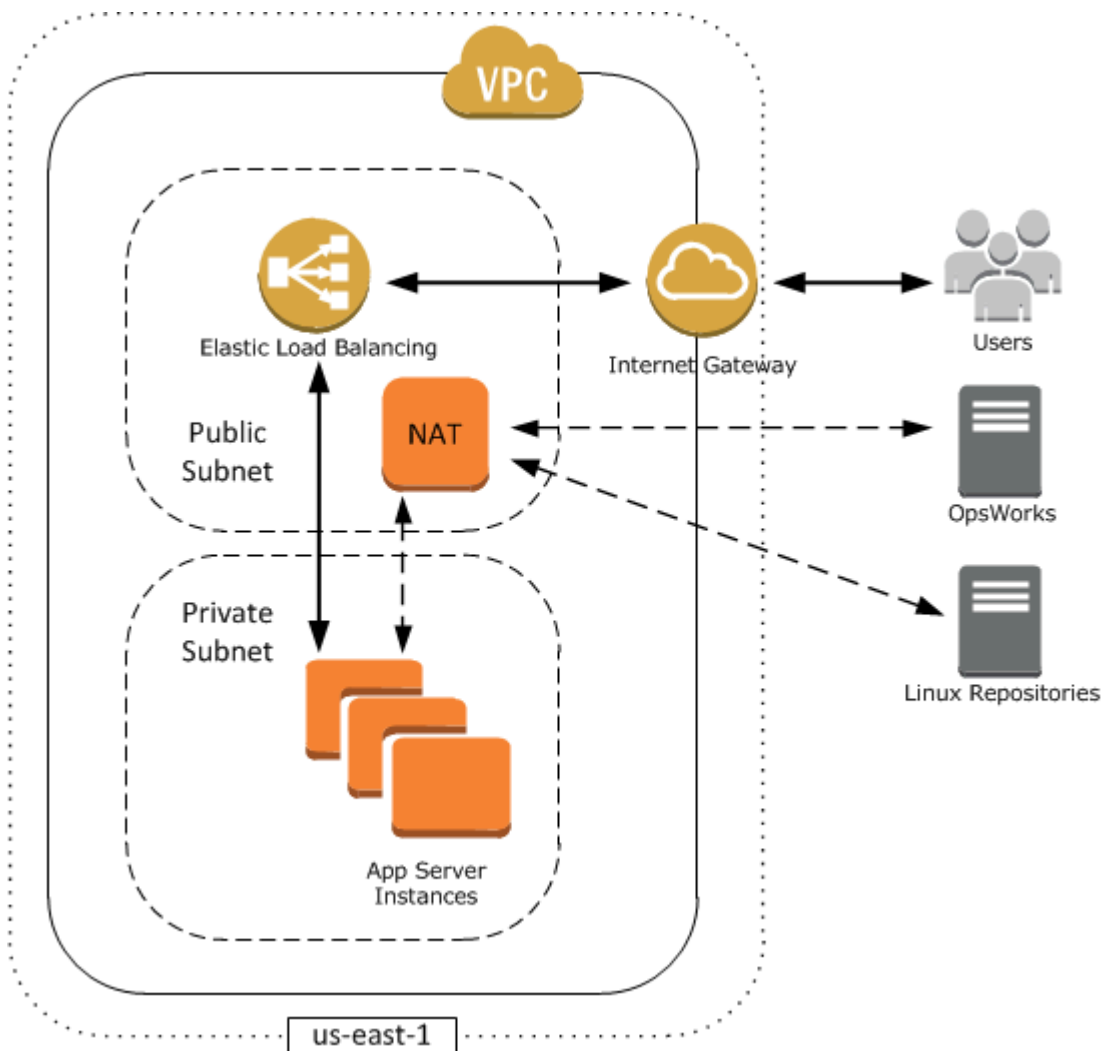 VPC
Elastic Load Balancing
Internet Gateway
Users
Public
Subnet
NAT
OpsWorks
Private
Subnet
Linux Repositories
App Server
Instances
us-east-1